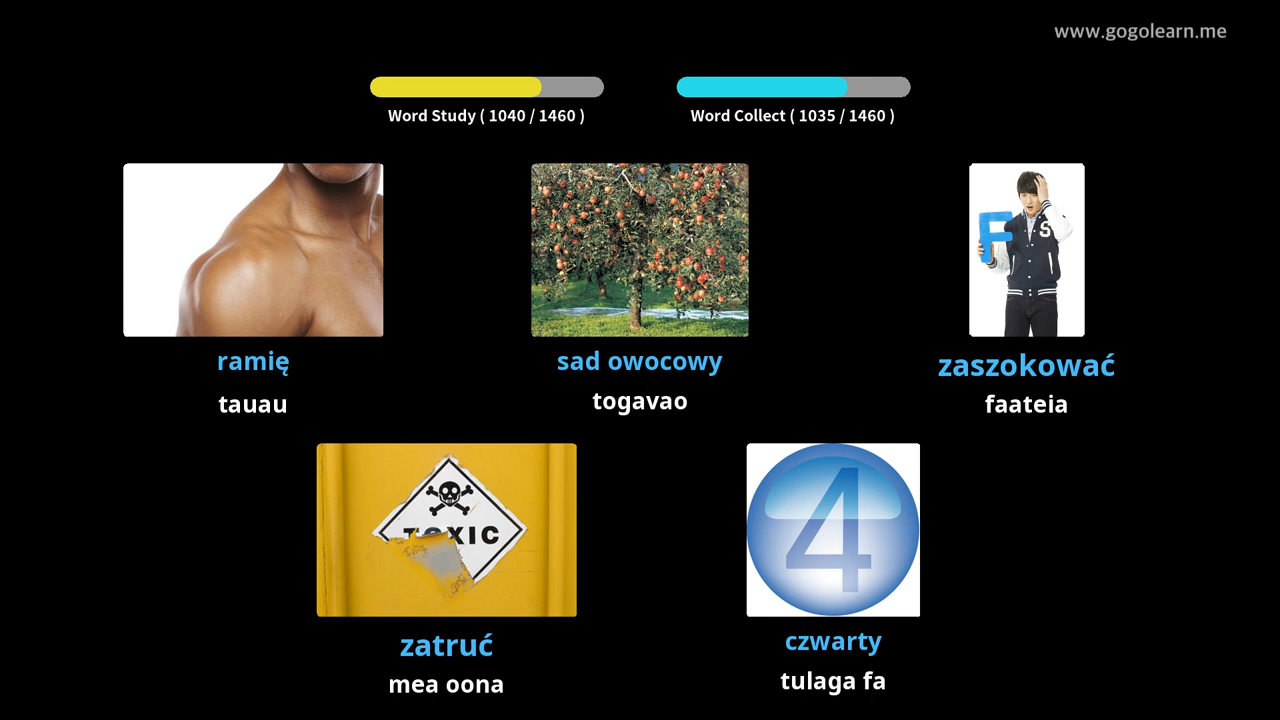 www.gogolearn.me
Word Study ( 1040 / 1460 )
Word Collect ( 1035 / 1460 )
F
S
ramię
sad owocowy
zaszokować
tauau
togavao
faateia
TOXIC
4
zatruć
czwarty
mea oona
tulaga fa